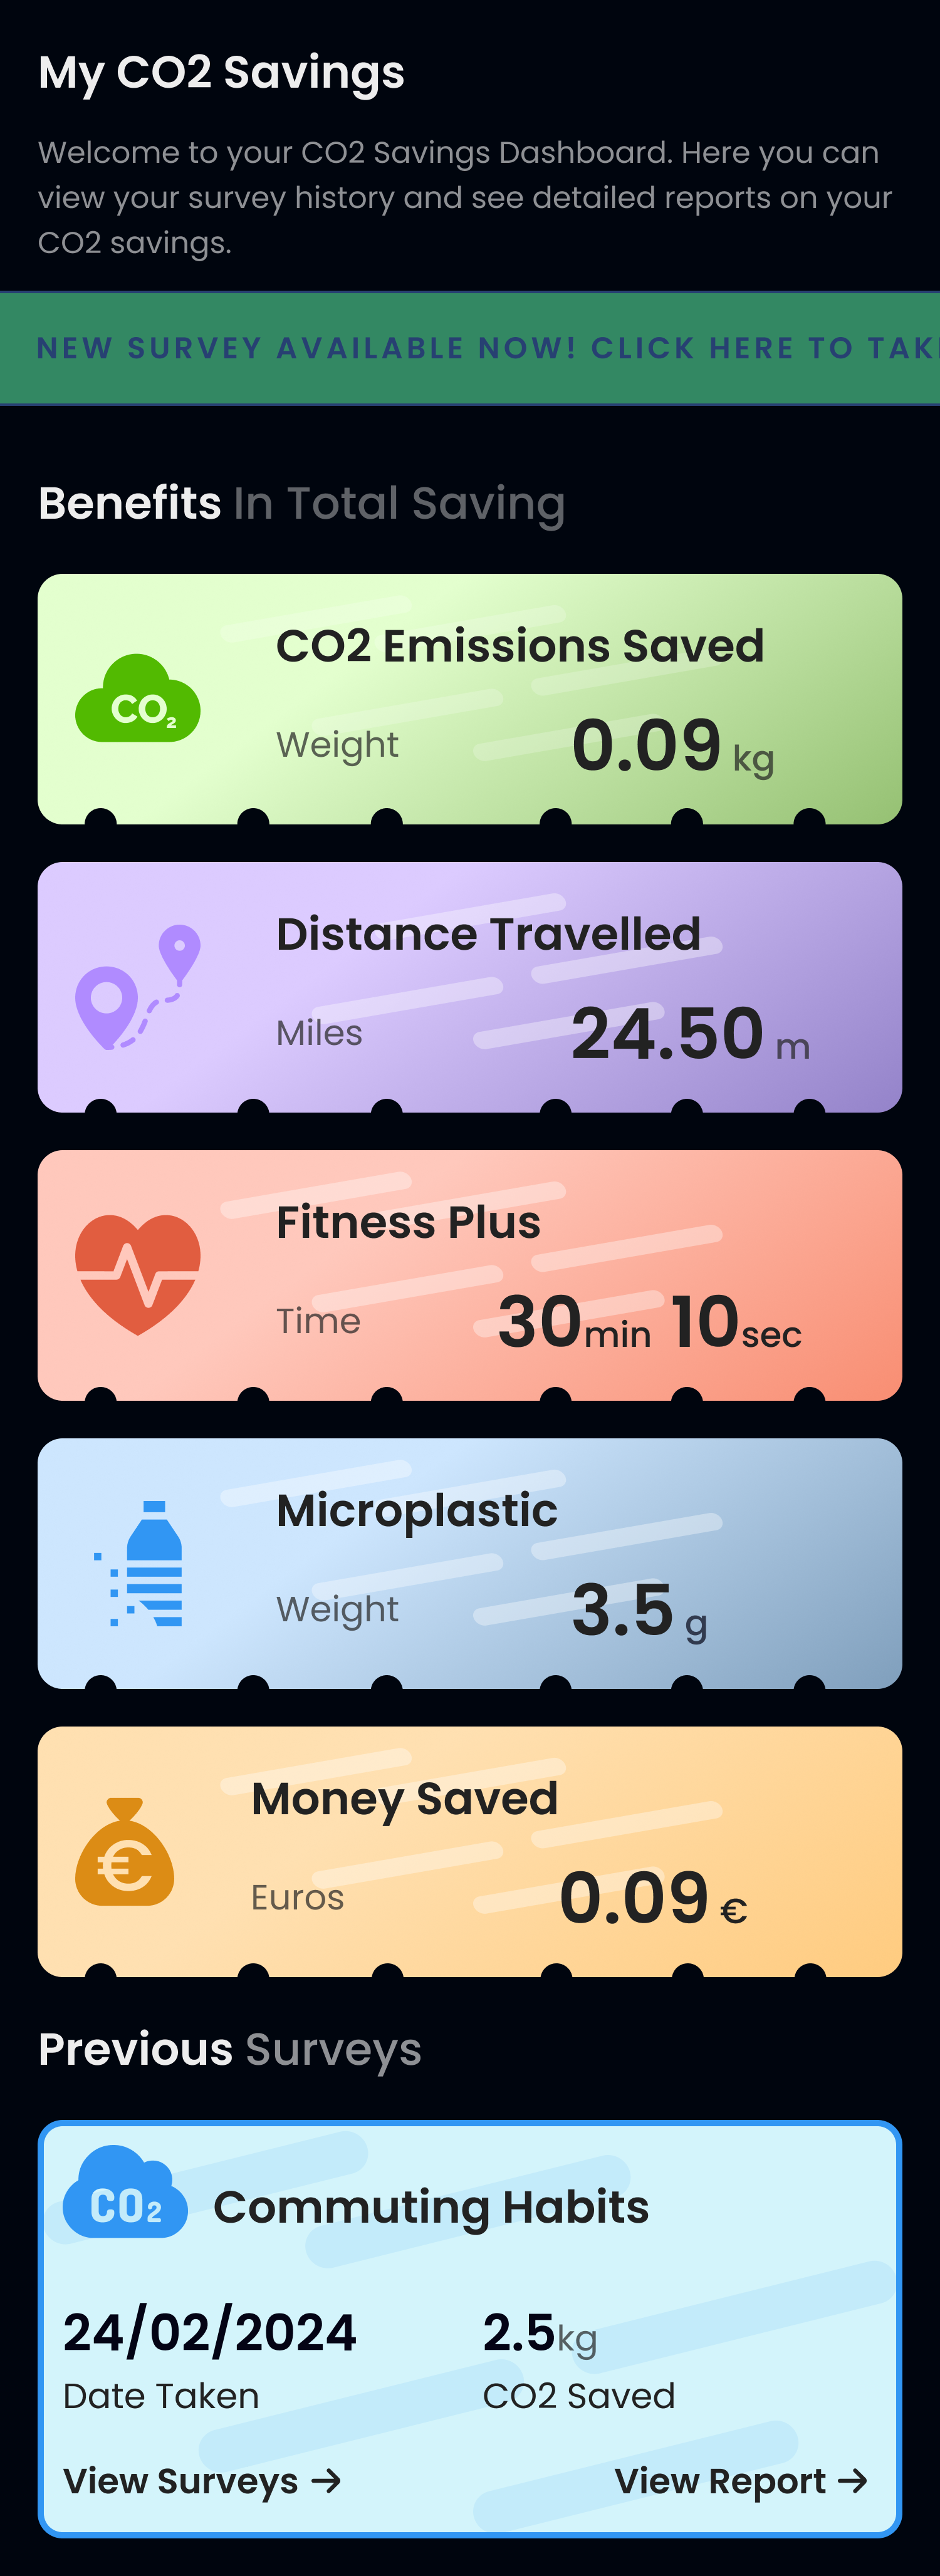 My CO2 Savings
Welcome to your CO2 Savings Dashboard. Here you can
view your survey history and see detailed reports on your
CO2 savings.
NEW SURVEY AVAILABLE NOW! CLICK HERE TO
Benefits In Total Saving
CO₂
CO2 Emissions Saved
Weight 0.09 kg
Distance Travelled
Miles 24.50 m
Fitness Plus
Time 30min 10sec
Microplastic
Weight 3.5 g
€
Money Saved
Euros 0.09 €
Previous Surveys
CO2
Commuting Habits
24/02/2024 2.5kg
Date Taken CO2 Saved
View Surveys → View Report →